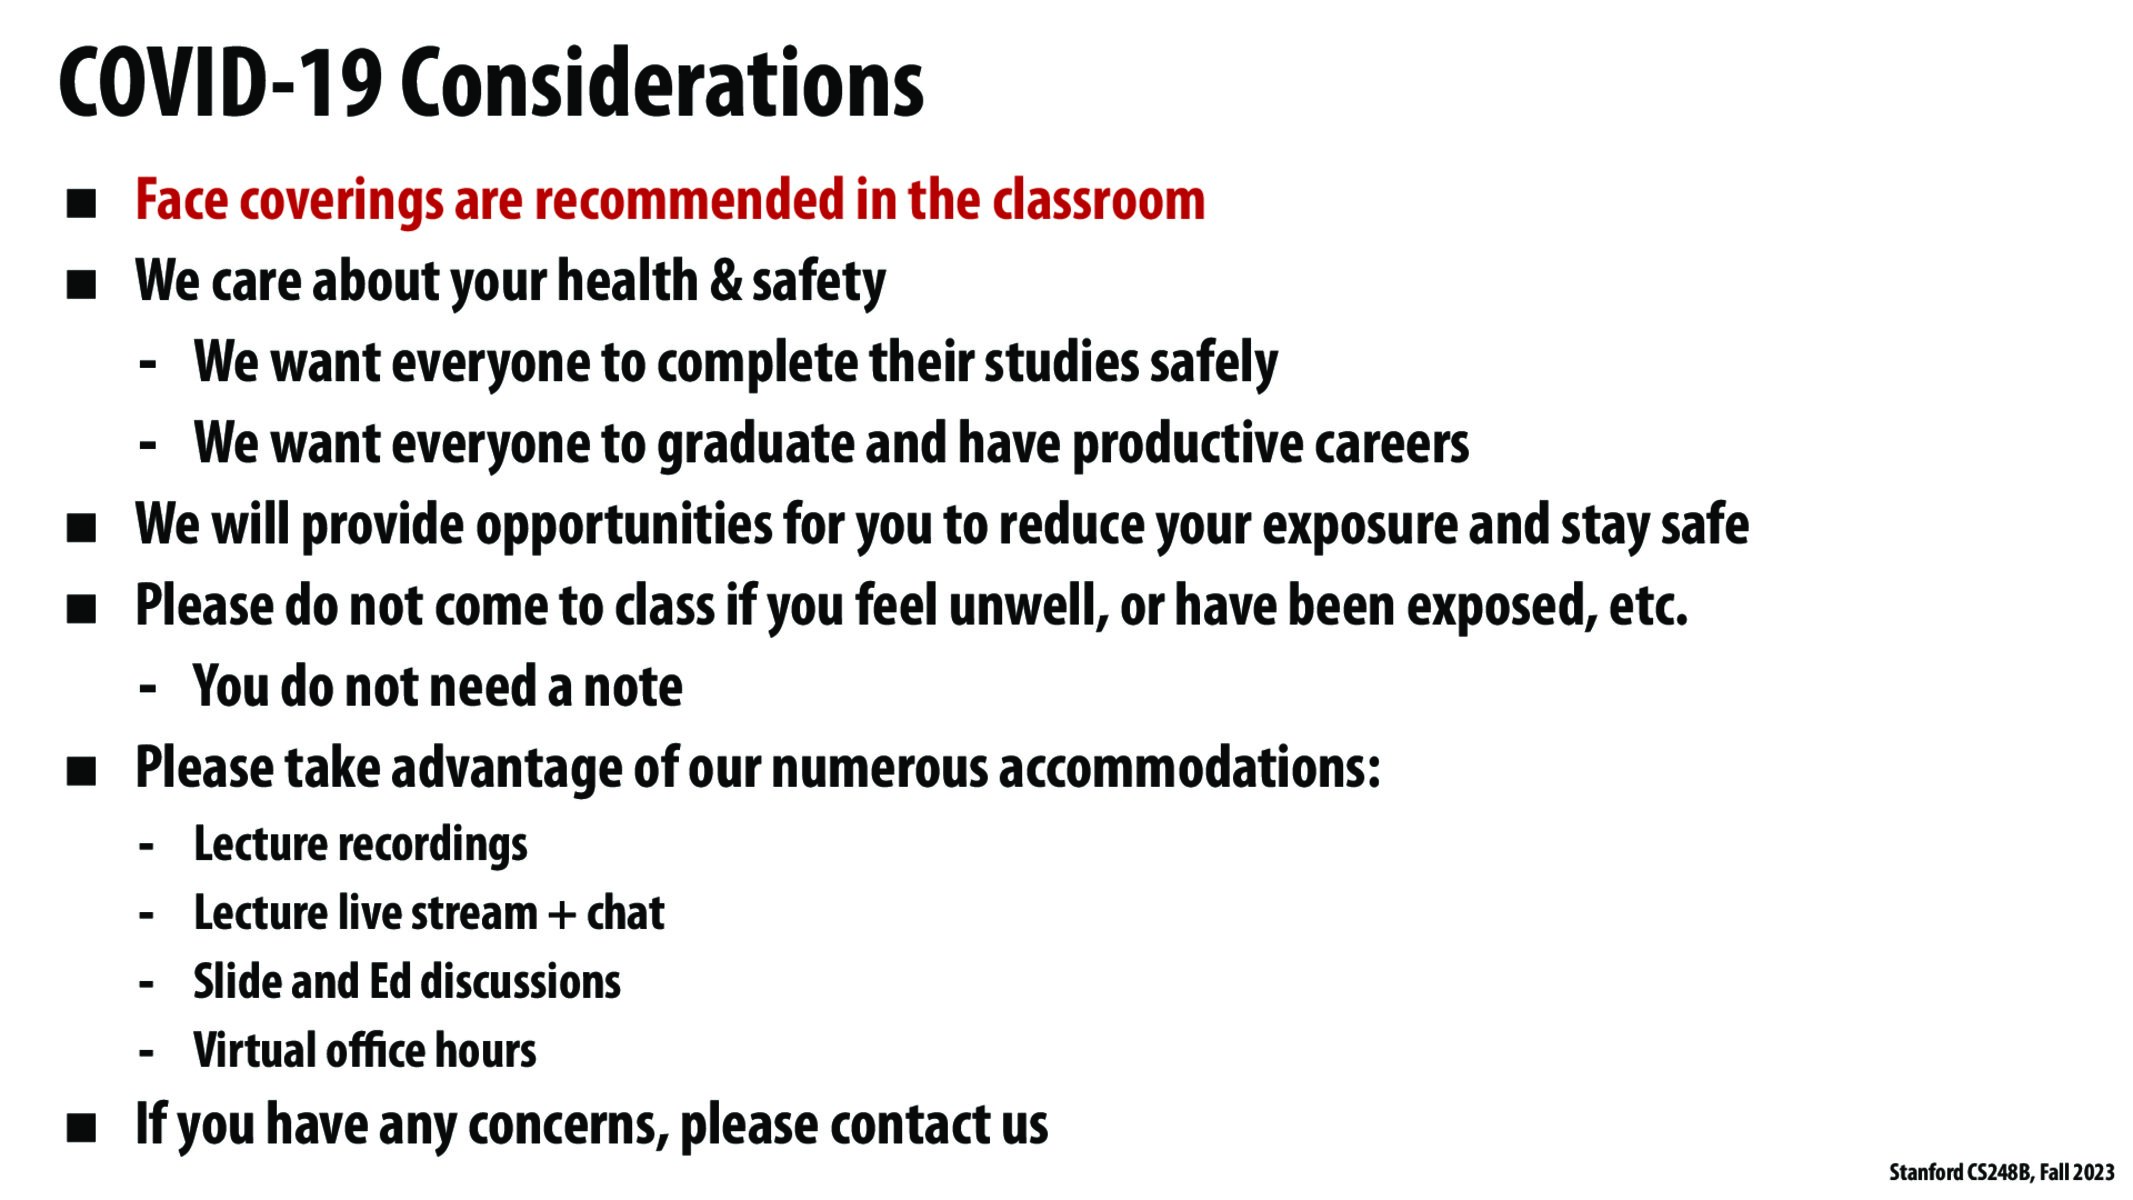 COVID-19 Considerations
■ Face coverings are recommended in the classroom
■ We care about your health & safety
- We want everyone to complete their studies safely
- We want everyone to graduate and have productive careers
■ We will provide opportunities for you to reduce your exposure and stay safe
■ Please do not come to class if you feel unwell, or have been exposed, etc.
- You do not need a note
■ Please take advantage of our numerous accommodations:
- Lecture recordings
- Lecture live stream + chat
- Slide and Ed discussions
- Virtual office hours
■ If you have any concerns, please contact us
Stanford CS248B, Fall 2023